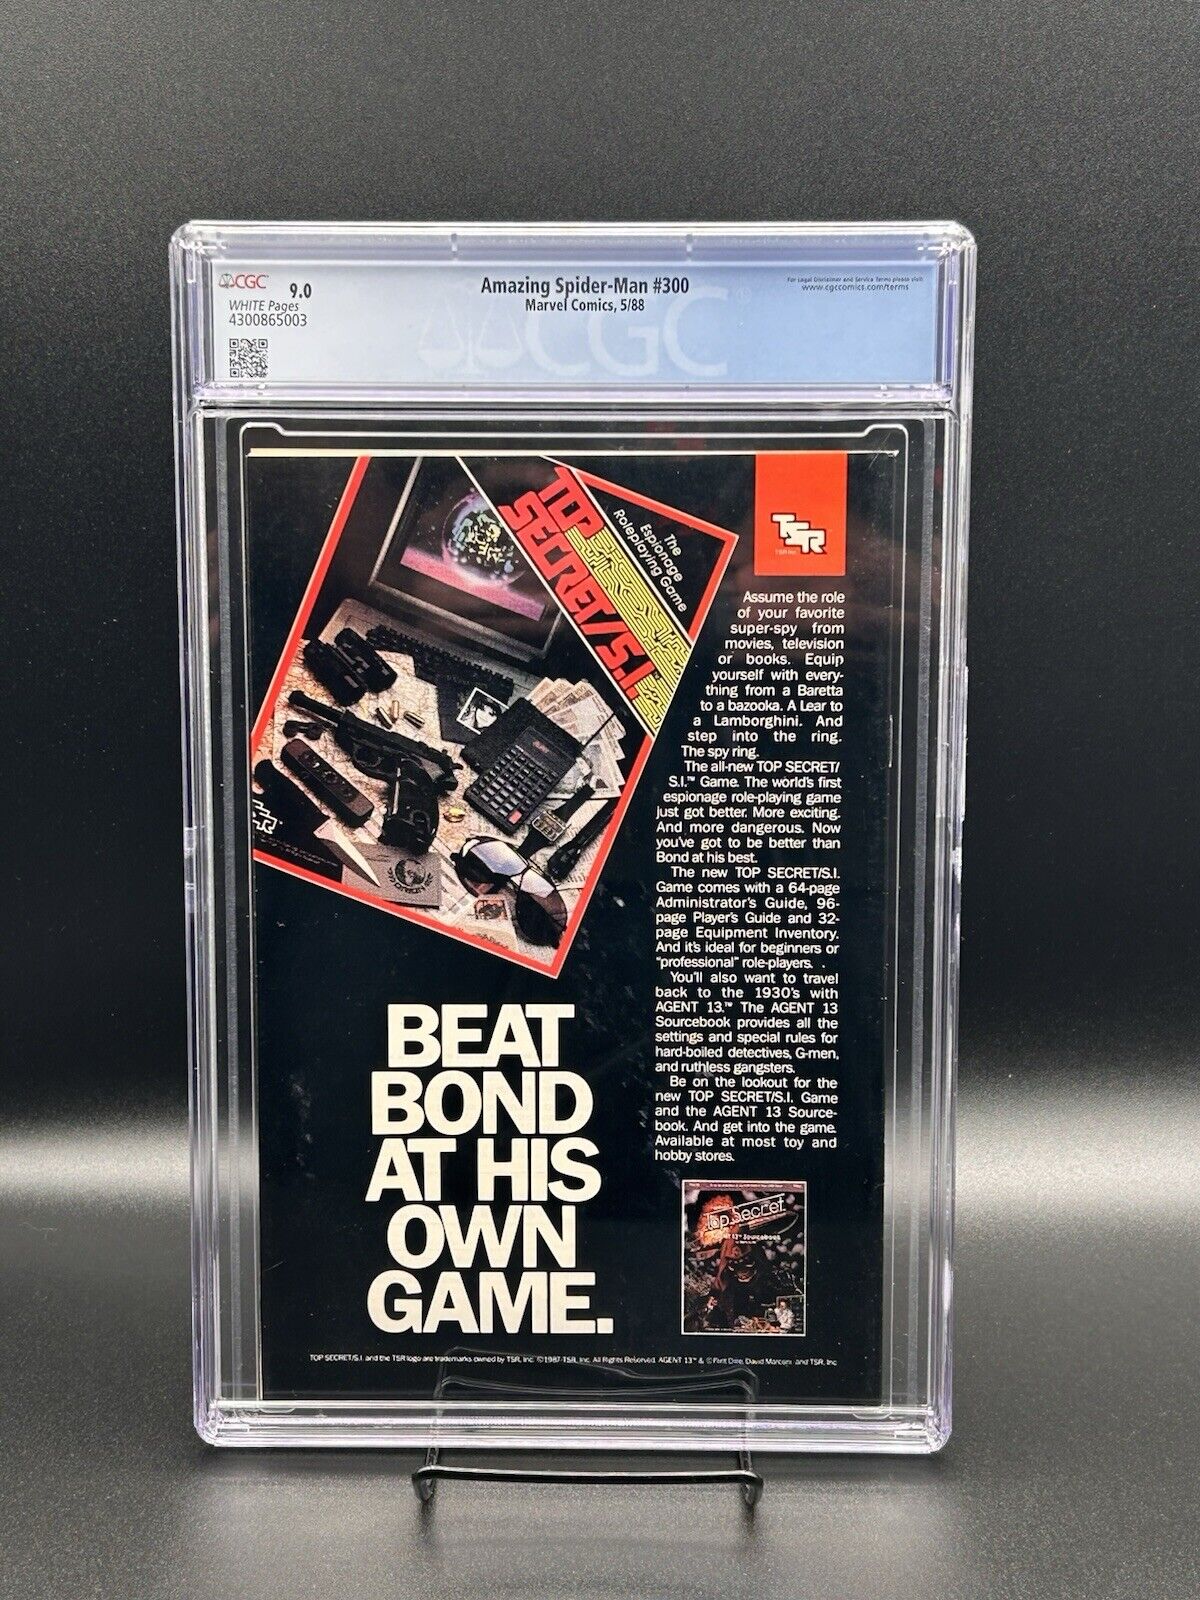 CGC
9.0
WHITE Pages
4300865003
Amazing Spider-Man #300
Marvel Comics, 5/88
For Legal Disclaimer and Service Terms please visit:
www.cgccomics.com/terms
CGC
TOP
SECRET/S.I.™
The
Espionage
Roleplaying Game
TSR
TSR Inc.
Assume the role
of your favorite
super-spy from
movies, television
or books. Equip
yourself with every-
thing from a Baretta
to a bazooka. A Lear to
a Lamborghini. And
step into the ring.
The spy ring.
The all-new TOP SECRET/
S.I.™ Game. The world's first
espionage role-playing game
just got better. More exciting.
And more dangerous. Now
you've got to be better than
Bond at his best.
The new TOP SECRET/S.I.
Game comes with a 64-page
Administrator's Guide, 96-
page Player's Guide and 32-
page Equipment Inventory.
And it's ideal for beginners or
"professional" role-players.
You'll also want to travel
back to the 1930's with
AGENT 13.™ The AGENT 13
Sourcebook provides all the
settings and special rules for
hard-boiled detectives, G-men,
and ruthless gangsters.
Be on the lookout for the
new TOP SECRET/S.I. Game
and the AGENT 13 Source-
book. And get into the game.
Available at most toy and
hobby stores.
TSR
ORION
BEAT
BOND
AT HIS
OWN
GAME.
Top Secret
Sourcebook
TOP SECRET/S.I. and the TSR logo are trademarks owned by TSR, Inc. ©1987 TSR, Inc. All Rights Reserved. AGENT 13™ & © Flint Dille, David Marconi and TSR, Inc.